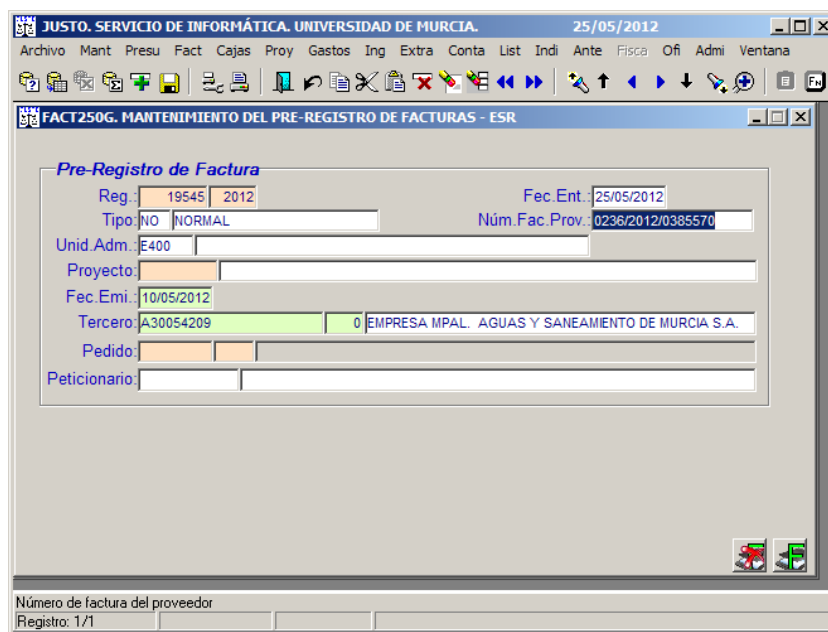 JUSTO. SERVICIO DE INFORMÁTICA. UNIVERSIDAD DE MURCIA. 25/05/2012
Archivo Mant Presu Fact Cajas Proy Gastos Ing Extra Conta List Indi Ante Fisca Ofi Admi Ventana
FACT250G. MANTENIMIENTO DEL PRE-REGISTRO DE FACTURAS - ESR
Pre-Registro de Factura
Reg.: 19545 2012 Fec.Ent.: 25/05/2012
Tipo: NO NORMAL Núm.Fac.Prov.: 0236/2012/0385570
Unid.Adm.: E400
Proyecto:
Fec.Emi.: 10/05/2012
Tercero: A30054209 0 EMPRESA MPAL. AGUAS Y SANEAMIENTO DE MURCIA S.A.
Pedido:
Peticionario:
Número de factura del proveedor
Registro: 1/1